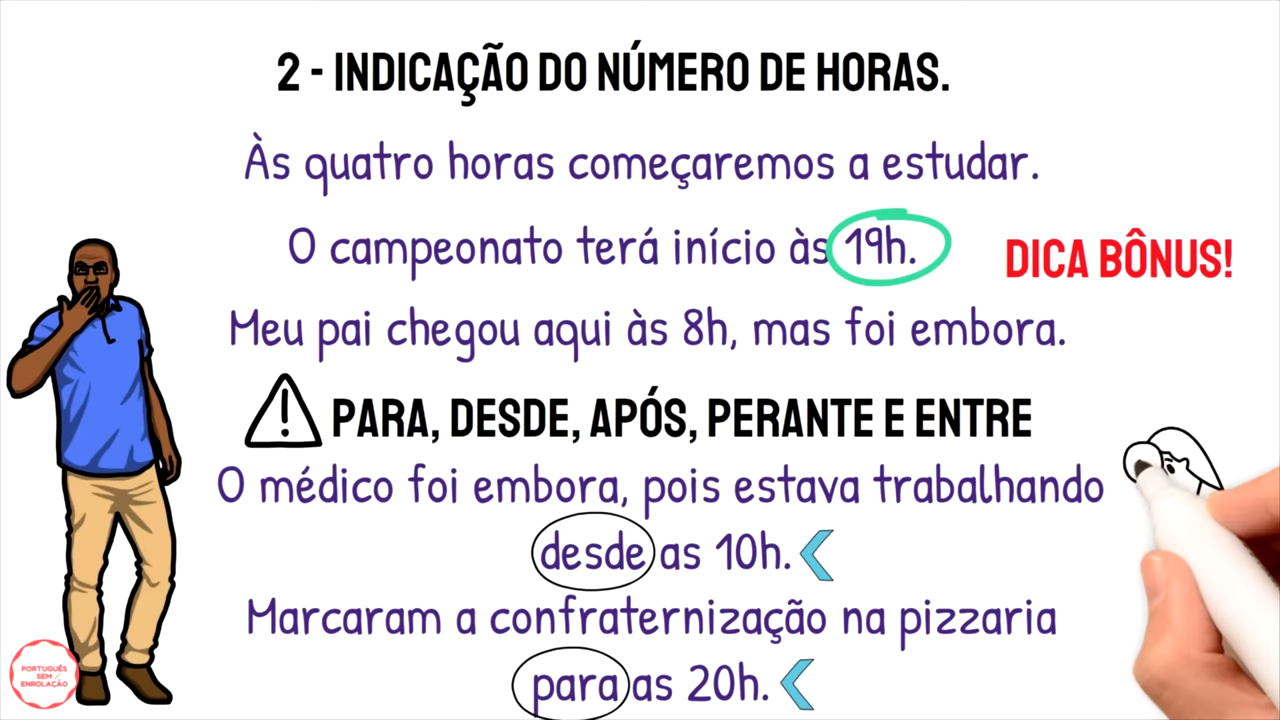 2 - INDICAÇÃO DO NÚMERO DE HORAS.
Às quatro horas começaremos a estudar.
O campeonato terá início às 19h.
DICA BÔNUS!
Meu pai chegou aqui às 8h, mas foi embora.
PARA, DESDE, APÓS, PERANTE E ENTRE
O médico foi embora, pois estava trabalhando
desde as 10h.
Marcaram a confraternização na pizzaria
para as 20h.
PORTUGUÊS
SEM
ENROLAÇÃO